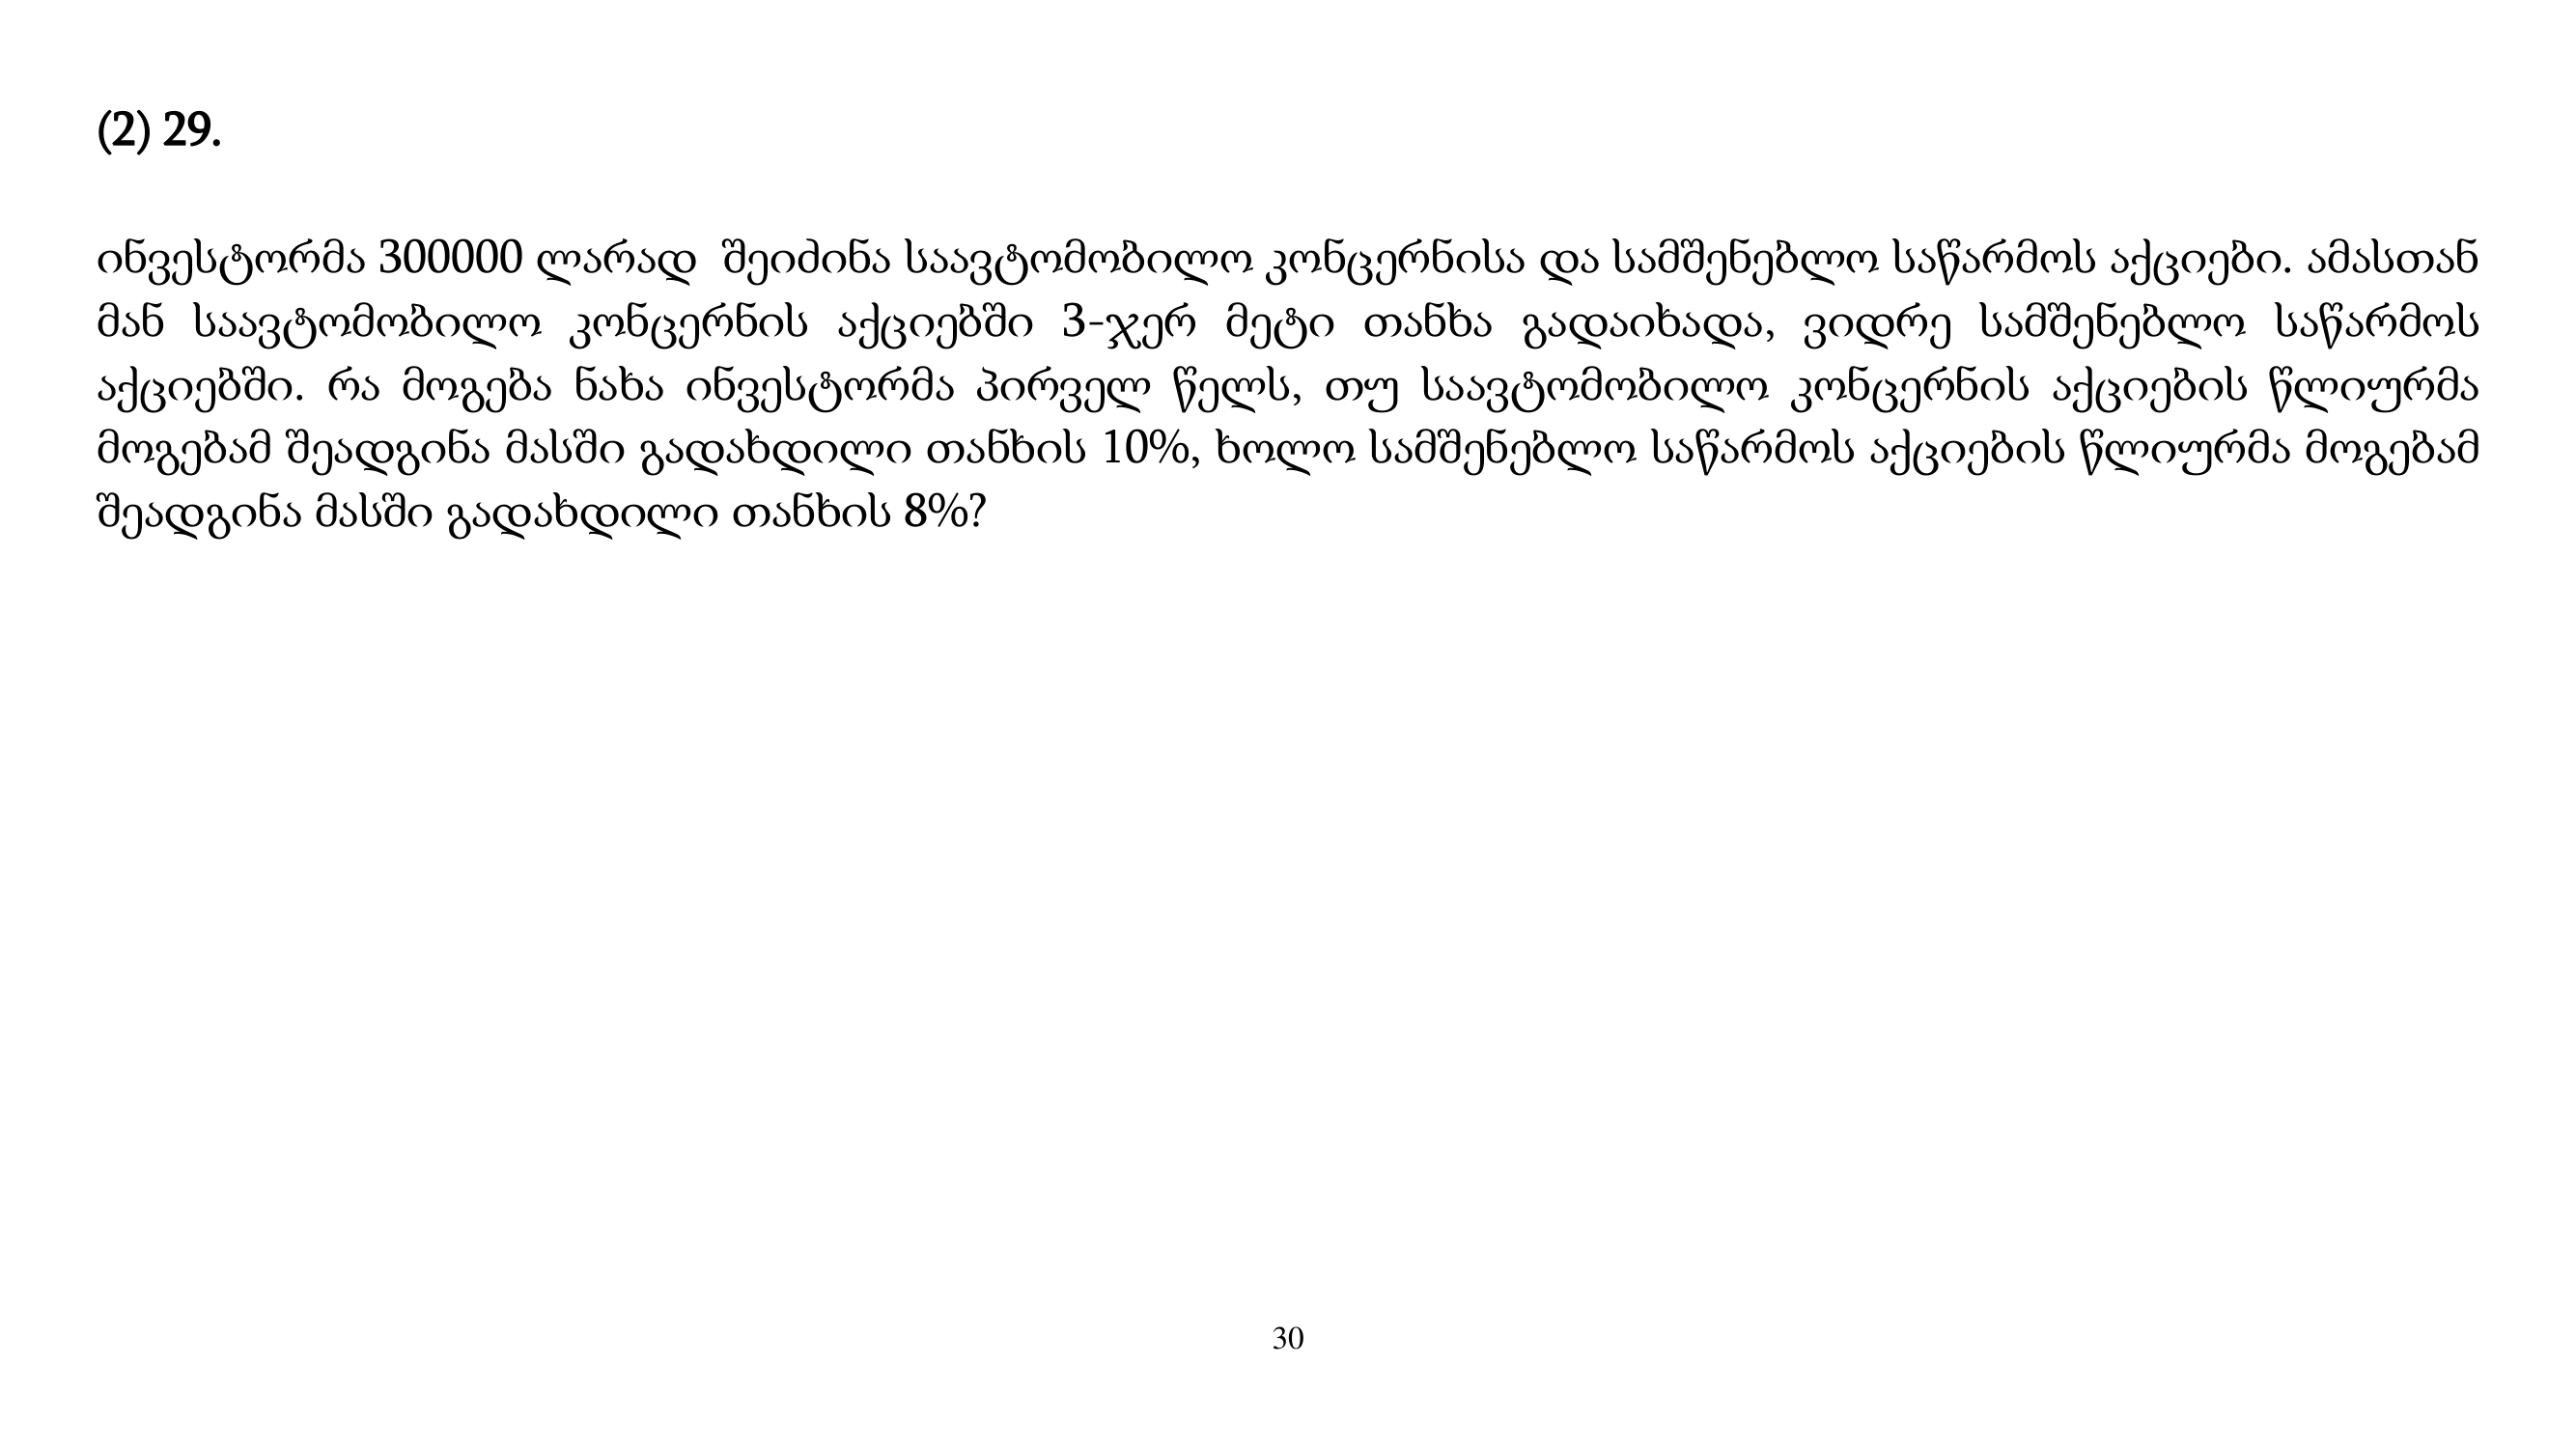 (2) 29.
ინვესტორმა 300000 ლარად შეიძინა საავტომობილო კონცერნისა და სამშენებლო საწარმოს აქციები. ამასთან
მან საავტომობილო კონცერნის აქციებში 3-ჯერ მეტი თანხა გადაიხადა, ვიდრე სამშენებლო საწარმოს
აქციებში. რა მოგება ნახა ინვესტორმა პირველ წელს, თუ საავტომობილო კონცერნის აქციების წლიურმა
მოგებამ შეადგინა მასში გადახდილი თანხის 10%, ხოლო სამშენებლო საწარმოს აქციების წლიურმა მოგებამ
შეადგინა მასში გადახდილი თანხის 8%?
30